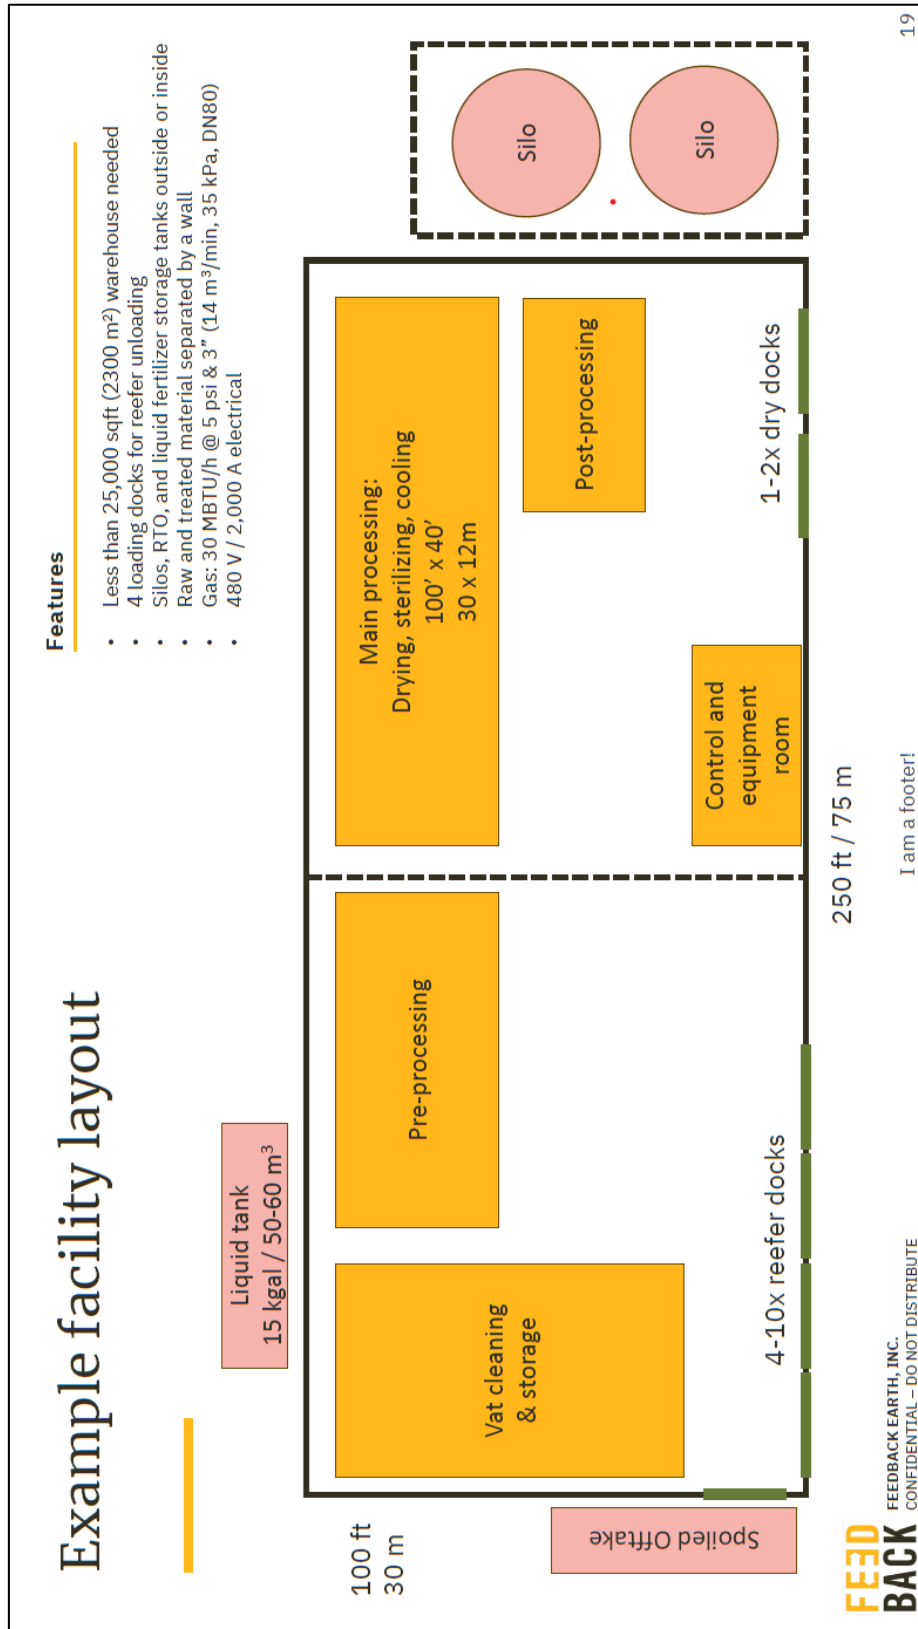 Example facility layout
Features
• Less than 25,000 sqft (2300 m²) warehouse needed
• 4 loading docks for reefer unloading
• Silos, RTO, and liquid fertilizer storage tanks outside or inside
• Raw and treated material separated by a wall
• Gas: 30 MBTU/h @ 5 psi & 3” (14 m³/min, 35 kPa, DN80)
• 480 V / 2,000 A electrical
Liquid tank
15 kgal / 50-60 m³
100 ft
30 m
Vat cleaning
& storage
Pre-processing
Main processing:
Drying, sterilizing, cooling
100’ x 40’
30 x 12m
Post-processing
Silo
Silo
Spoiled Offtake
Control and
equipment
room
4-10x reefer docks
1-2x dry docks
250 ft / 75 m
FEED
BACK
FEEDBACK EARTH, INC.
CONFIDENTIAL – DO NOT DISTRIBUTE
I am a footer!
19